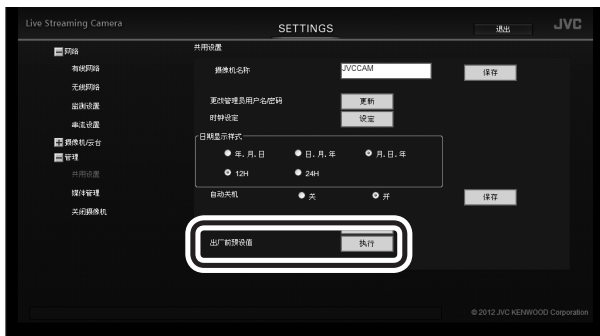 Live Streaming Camera
SETTINGS
退出
JVC
网络
有线网络
无线网络
监测设置
串流设置
摄像机/云台
管理
共用设置
媒体管理
关闭摄像机
共用设置
摄像机名称
JVCCAM
保存
更改管理员用户名/密码
更新
时钟设定
设定
日期显示样式
年. 月. 日
日. 月. 年
月. 日. 年
12H
24H
自动关机
关
开
保存
出厂前预设值
执行
© 2012 JVC KENWOOD Corporation